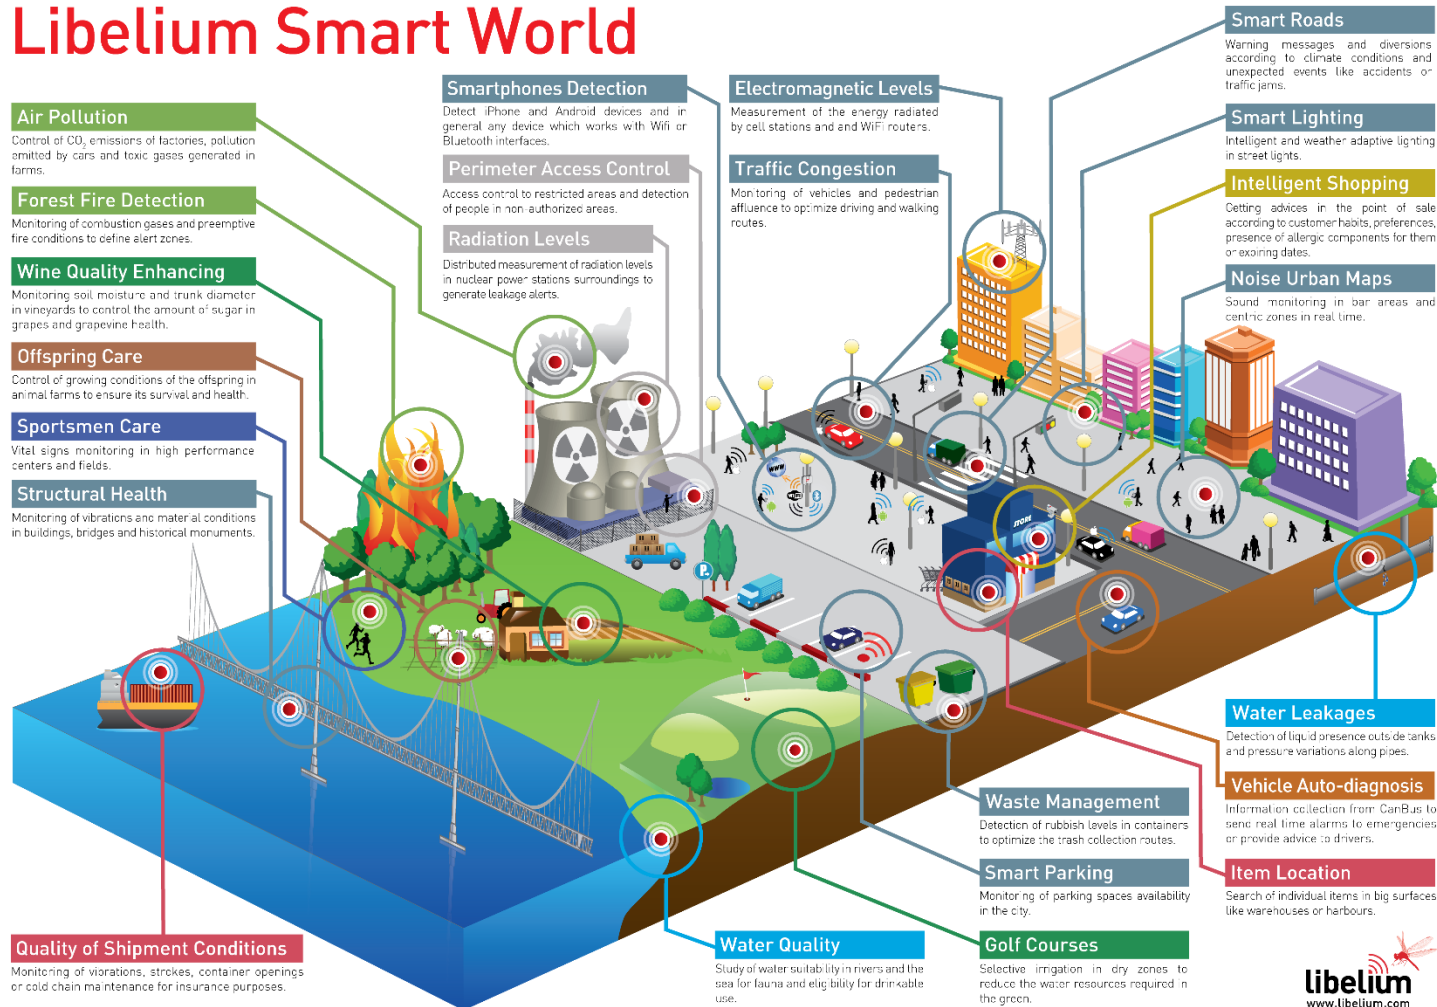 Libelium Smart World
Air Pollution
Control of CO₂ emissions of factories, pollution
emitted by cars and toxic gases generated in
farms.
Forest Fire Detection
Monitoring of combustion gases and preemptive
fire conditions to define alert zones.
Wine Quality Enhancing
Monitoring soil moisture and trunk diameter
in vineyards to control the amount of sugar in
grapes and grapevine health.
Offspring Care
Control of growing conditions of the offspring in
animal farms to ensure its survival and health.
Sportsmen Care
Vital signs monitoring in high performance
centers and fields.
Structural Health
Monitoring of vibrations and material conditions
in buildings, bridges and historical monuments.
Quality of Shipment Conditions
Monitoring of vibrations, strokes, container openings
or cold chain maintenance for insurance purposes.
Smartphones Detection
Detect iPhone and Android devices and in
general any device which works with Wifi or
Bluetooth interfaces.
Perimeter Access Control
Access control to restricted areas and detection
of people in non-authorized areas.
Radiation Levels
Distributed measurement of radiation levels
in nuclear power stations surroundings to
generate leakage alerts.
Electromagnetic Levels
Measurement of the energy radiated
by cell stations and and WiFi routers.
Traffic Congestion
Monitoring of vehicles and pedestrian
affluence to optimize driving and walking
routes.
Smart Roads
Warning messages and diversions
according to climate conditions and
unexpected events like accidents or
traffic jams.
Smart Lighting
Intelligent and weather adaptive lighting
in street lights.
Intelligent Shopping
Getting advices in the point of sale
according to customer habits, preferences,
presence of allergic components for them
or expiring dates.
Noise Urban Maps
Sound monitoring in bar areas and
centric zones in real time.
www
STORE
P
Water Leakages
Detection of liquid presence outside tanks
and pressure variations along pipes.
Vehicle Auto-diagnosis
Information collection from CanBus to
send real time alarms to emergencies
or provide advice to drivers.
Item Location
Search of individual items in big surfaces
like warehouses or harbours.
Waste Management
Detection of rubbish levels in containers
to optimize the trash collection routes.
Smart Parking
Monitoring of parking spaces availability
in the city.
Golf Courses
Selective irrigation in dry zones to
reduce the water resources required in
the green.
Water Quality
Study of water suitability in rivers and the
sea for fauna and eligibility for drinkable
use.
libelium
www.libelium.com